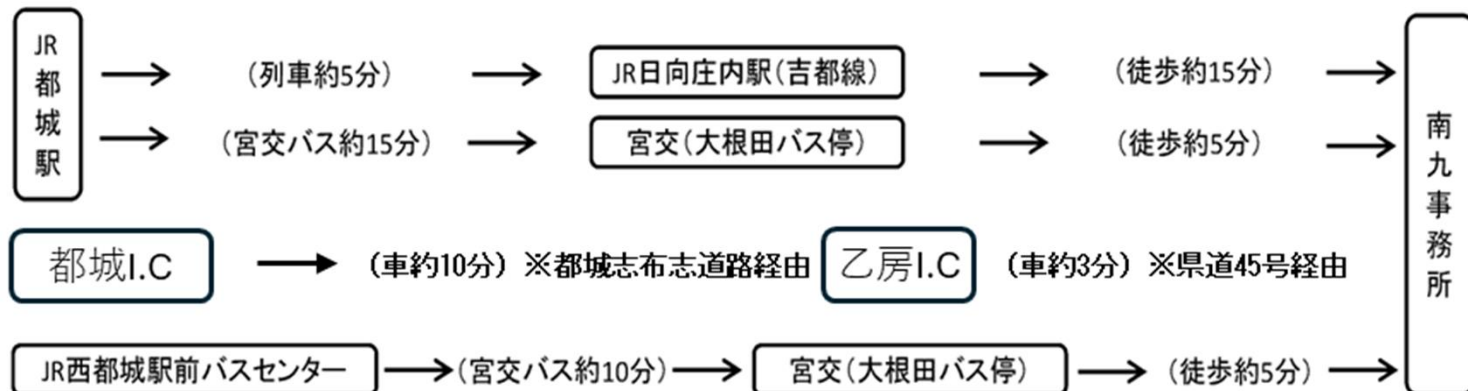 JR都城駅
(列車約5分)
JR日向庄内駅(吉都線)
(徒歩約15分)
(宮交バス約15分)
宮交(大根田バス停)
(徒歩約5分)
都城I.C
(車約10分)※都城志布志道路経由
乙房I.C
(車約3分)※県道45号経由
JR西都城駅前バスセンター
(宮交バス約10分)
宮交(大根田バス停)
(徒歩約5分)
南九事務所